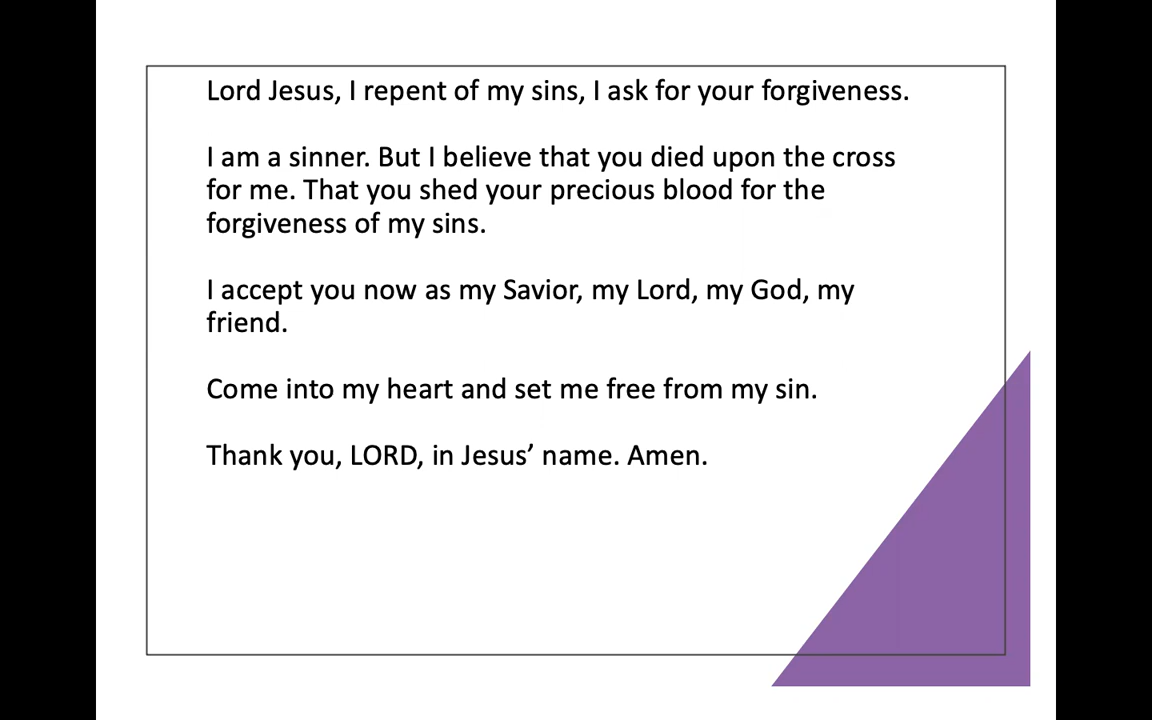 Lord Jesus, I repent of my sins, I ask for your forgiveness.
I am a sinner. But I believe that you died upon the cross
for me. That you shed your precious blood for the
forgiveness of my sins.
I accept you now as my Savior, my Lord, my God, my
friend.
Come into my heart and set me free from my sin.
Thank you, LORD, in Jesus’ name. Amen.